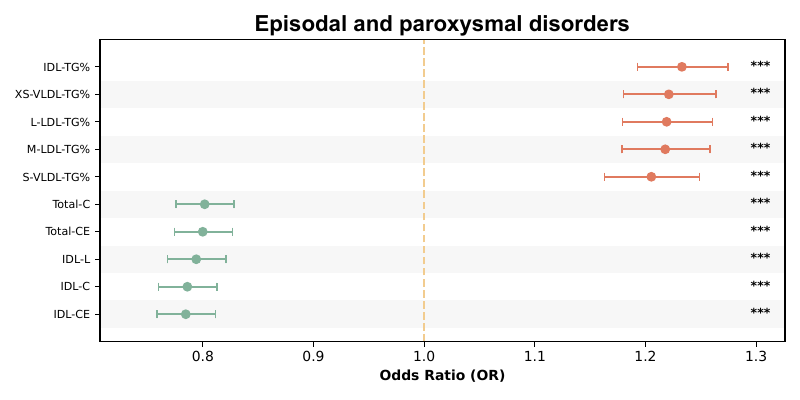 Episodal and paroxysmal disorders
IDL-TG% ***
XS-VLDL-TG% ***
L-LDL-TG% ***
M-LDL-TG% ***
S-VLDL-TG% ***
Total-C ***
Total-CE ***
IDL-L ***
IDL-C ***
IDL-CE ***
0.8 0.9 1.0 1.1 1.2 1.3
Odds Ratio (OR)